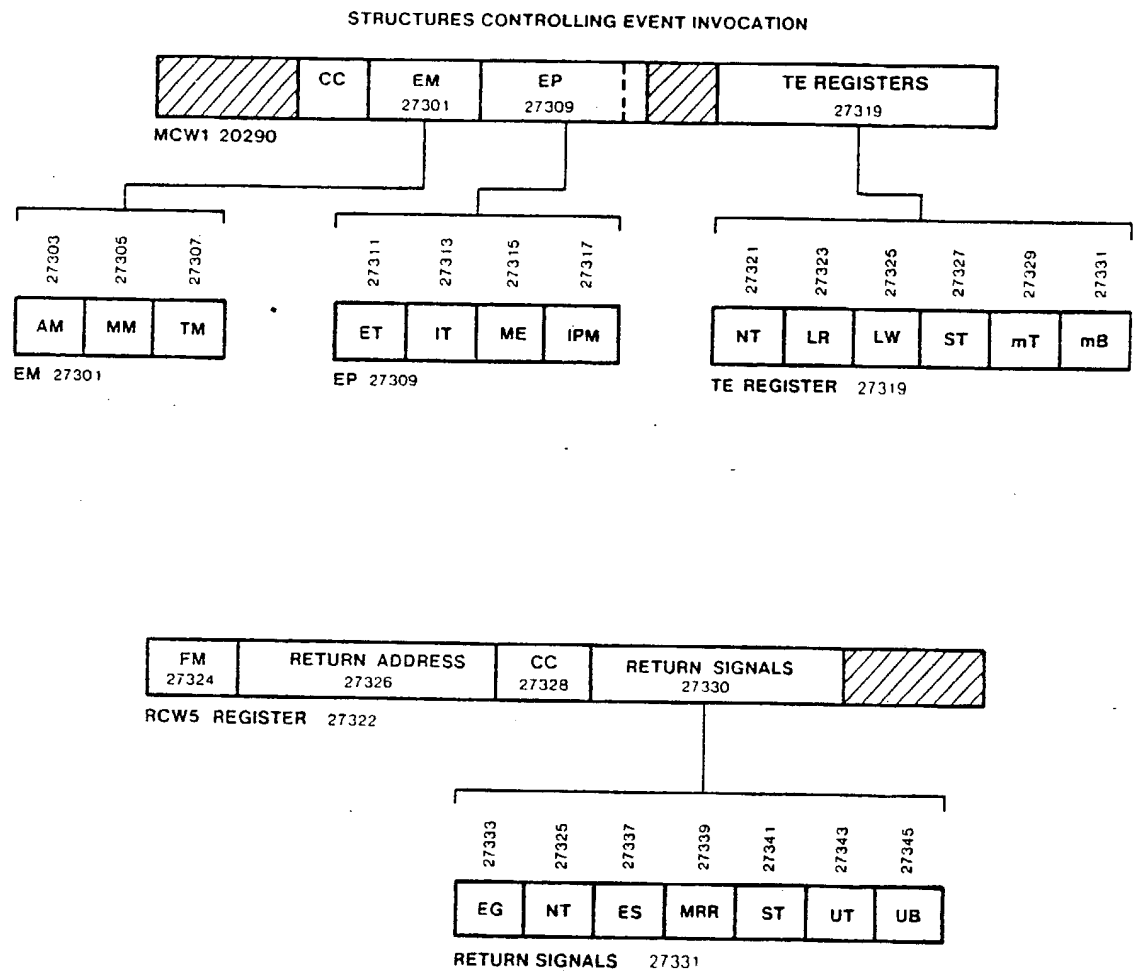 STRUCTURES CONTROLLING EVENT INVOCATION
CC EM EP TE REGISTERS
27301 27309 27319
MCW1 20290
27303 27305 27307 27311 27313 27315 27317 27321 27323 27325 27327 27329 27331
AM MM TM ET IT ME IPM NT LR LW ST mT mB
EM 27301 EP 27309 TE REGISTER 27319
FM RETURN ADDRESS CC RETURN SIGNALS
27324 27326 27328 27330
RCW5 REGISTER 27322
27333 27325 27337 27339 27341 27343 27345
EG NT ES MRR ST UT UB
RETURN SIGNALS 27331